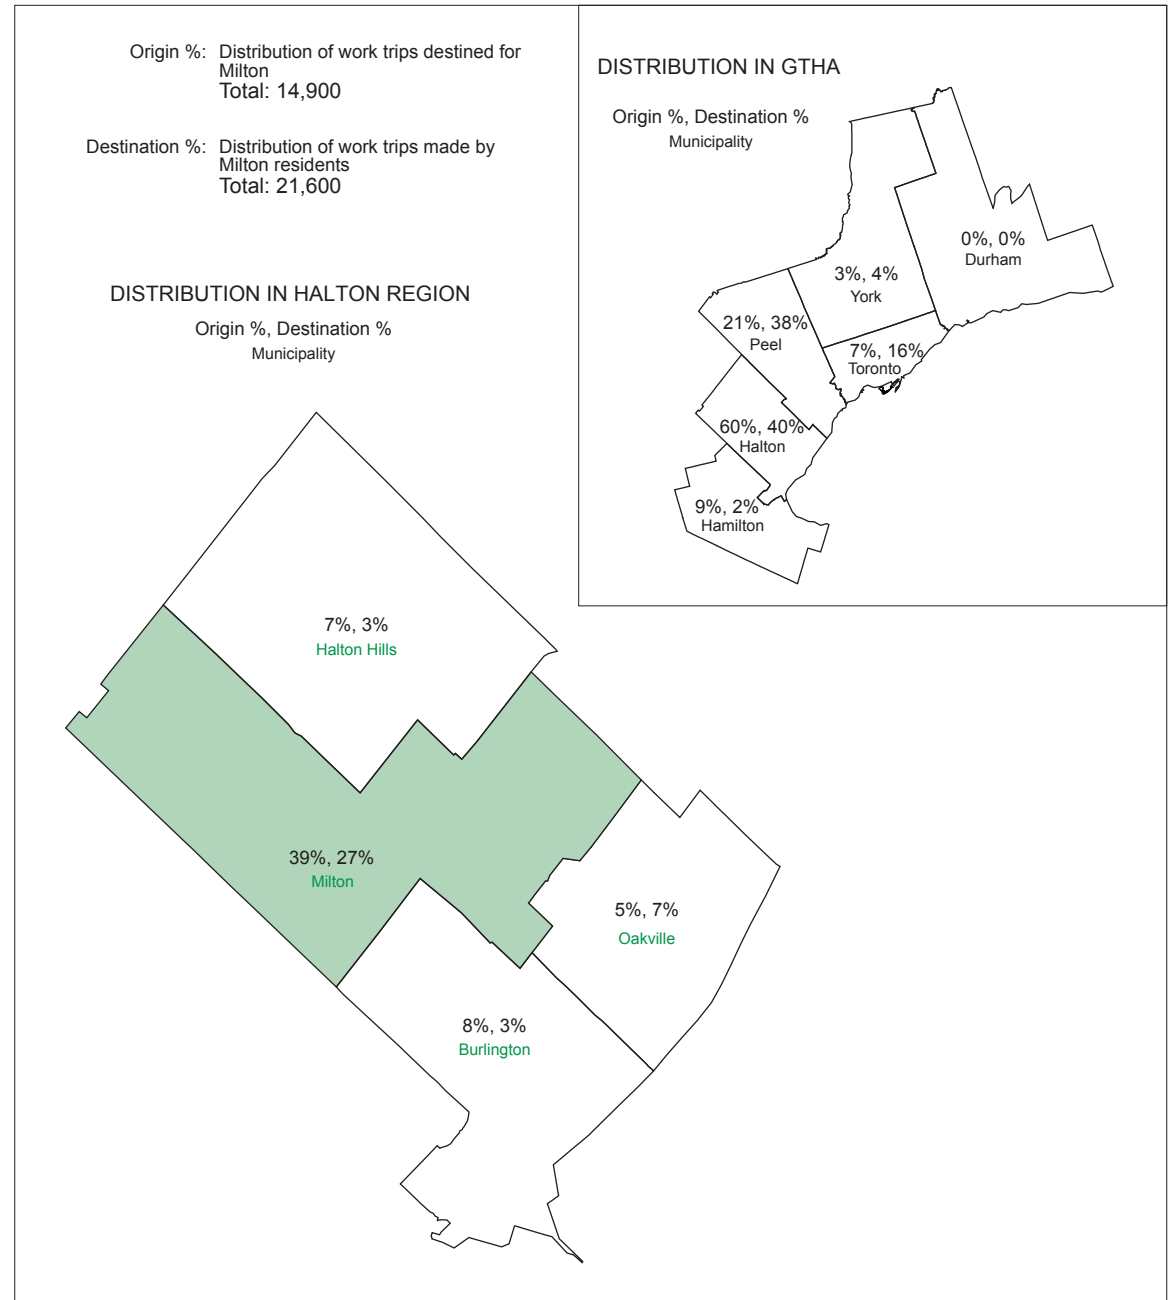 Origin %: Distribution of work trips destined for
Milton
Total: 14,900
Destination %: Distribution of work trips made by
Milton residents
Total: 21,600
DISTRIBUTION IN HALTON REGION
Origin %, Destination %
Municipality
7%, 3%
Halton Hills
39%, 27%
Milton
5%, 7%
Oakville
8%, 3%
Burlington
DISTRIBUTION IN GTHA
Origin %, Destination %
Municipality
0%, 0%
Durham
3%, 4%
York
21%, 38%
Peel
7%, 16%
Toronto
60%, 40%
Halton
9%, 2%
Hamilton